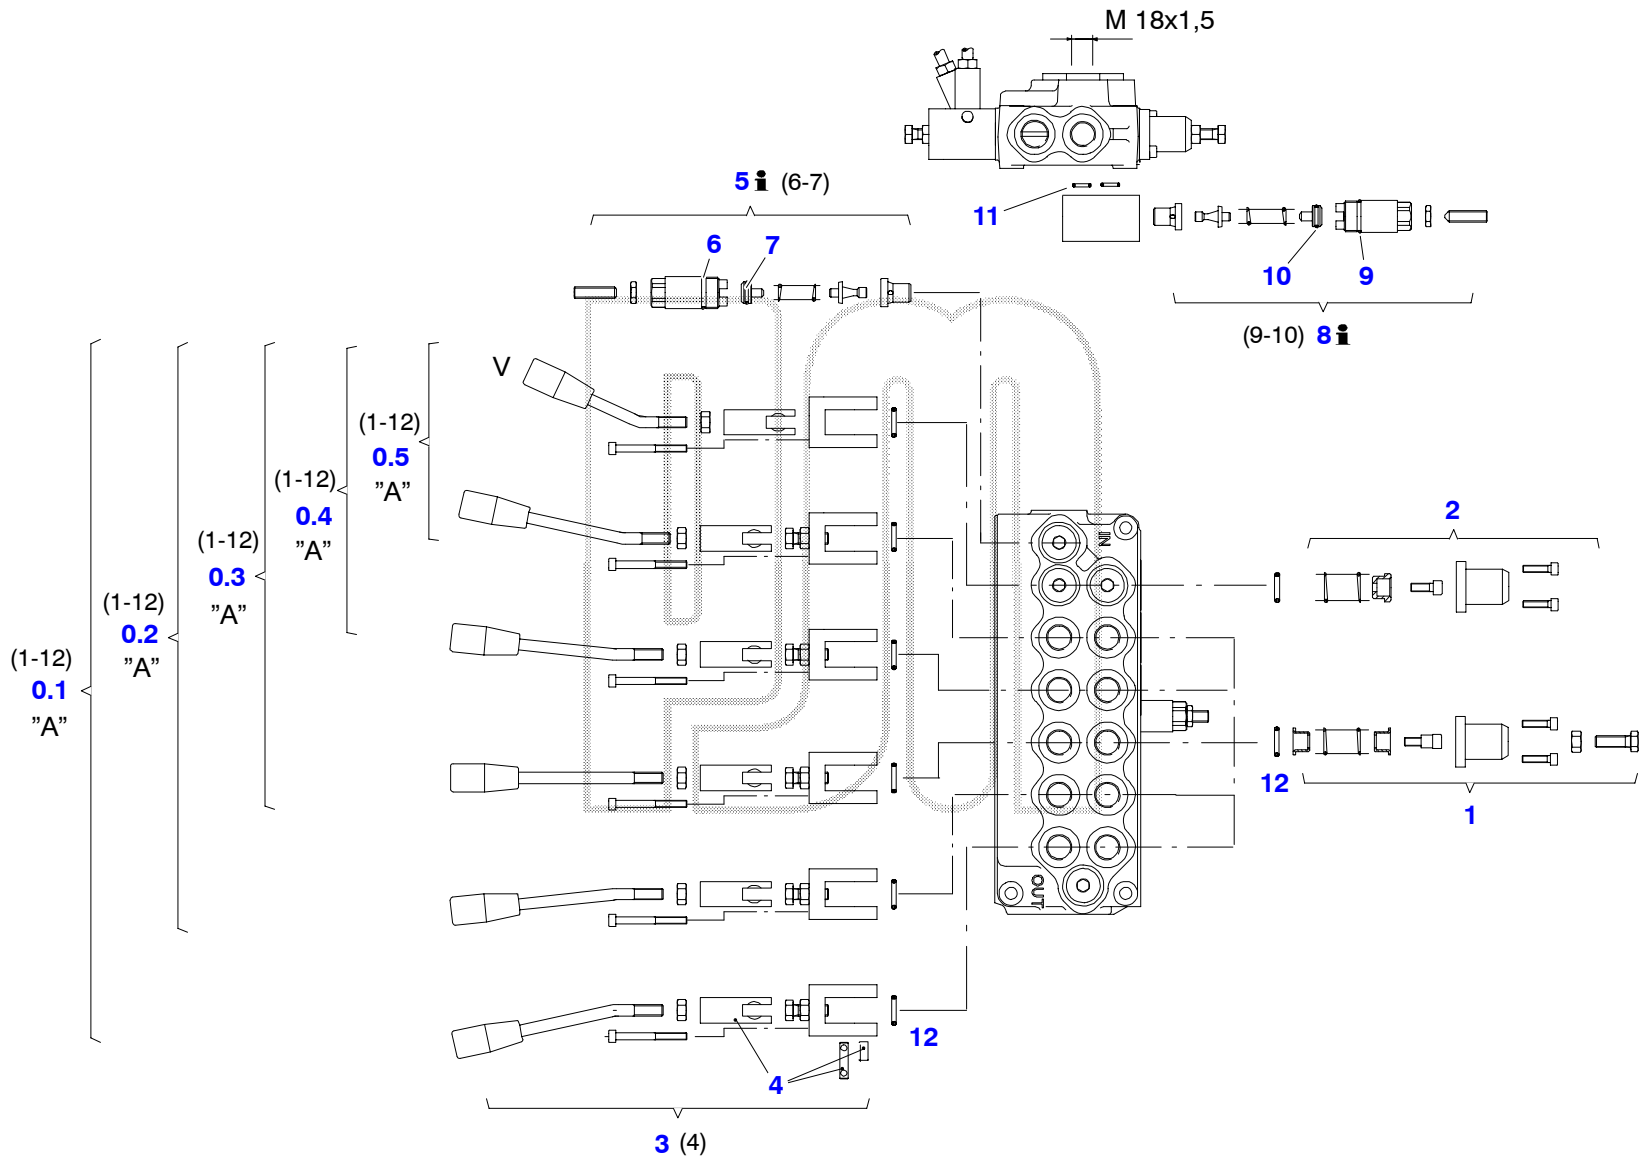 M 18x1,5
5 i (6-7)
11
6 7
10 9
(9-10) 8 i
V
(1-12)
0.5
”A”
(1-12)
0.4
”A”
(1-12)
0.3
”A”
(1-12)
0.2
”A”
(1-12)
0.1
”A”
IN
2
12
1
OUT
12
4
3 (4)